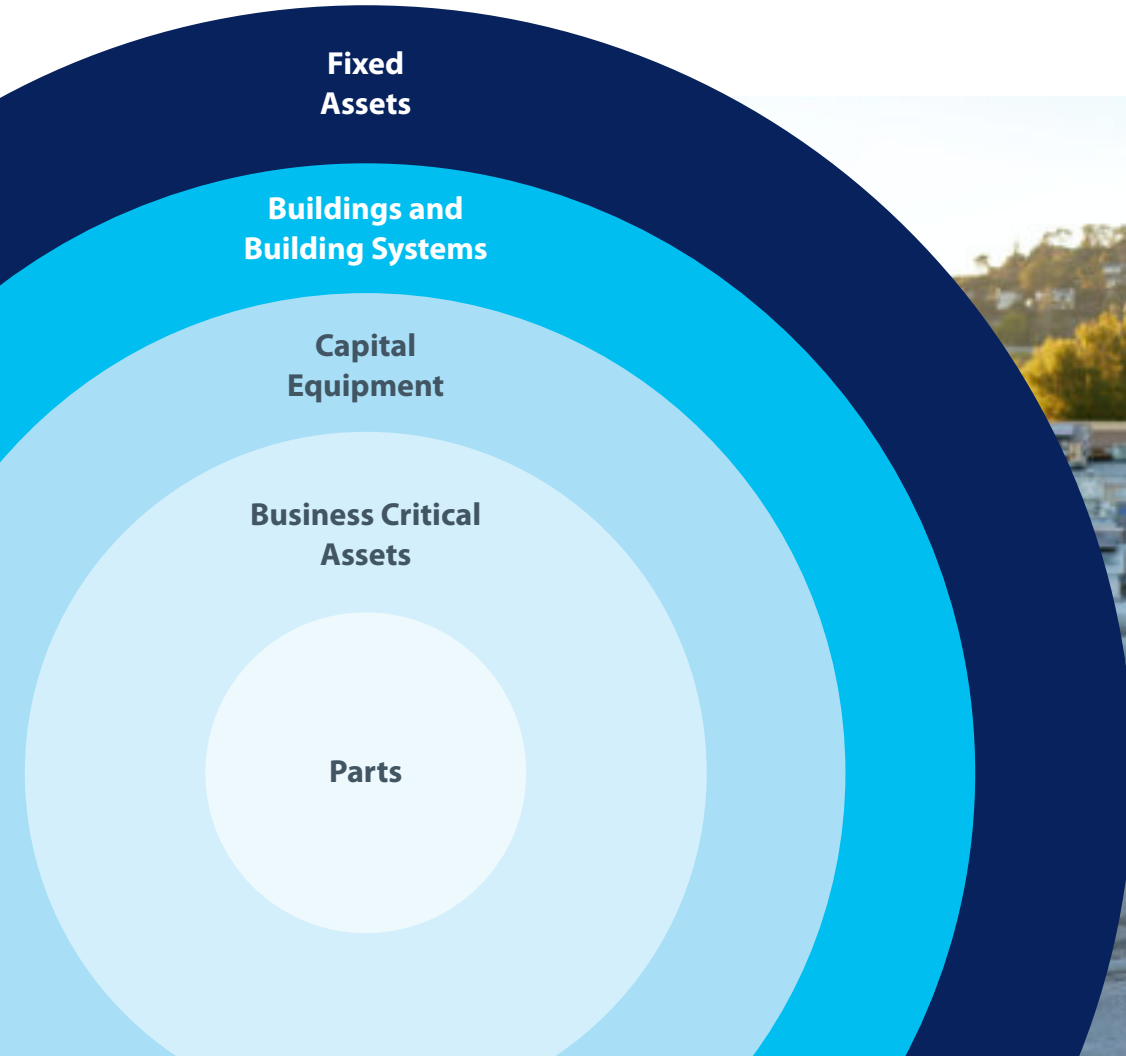 Fixed
Assets
Buildings and
Building Systems
Capital
Equipment
Business Critical
Assets
Parts